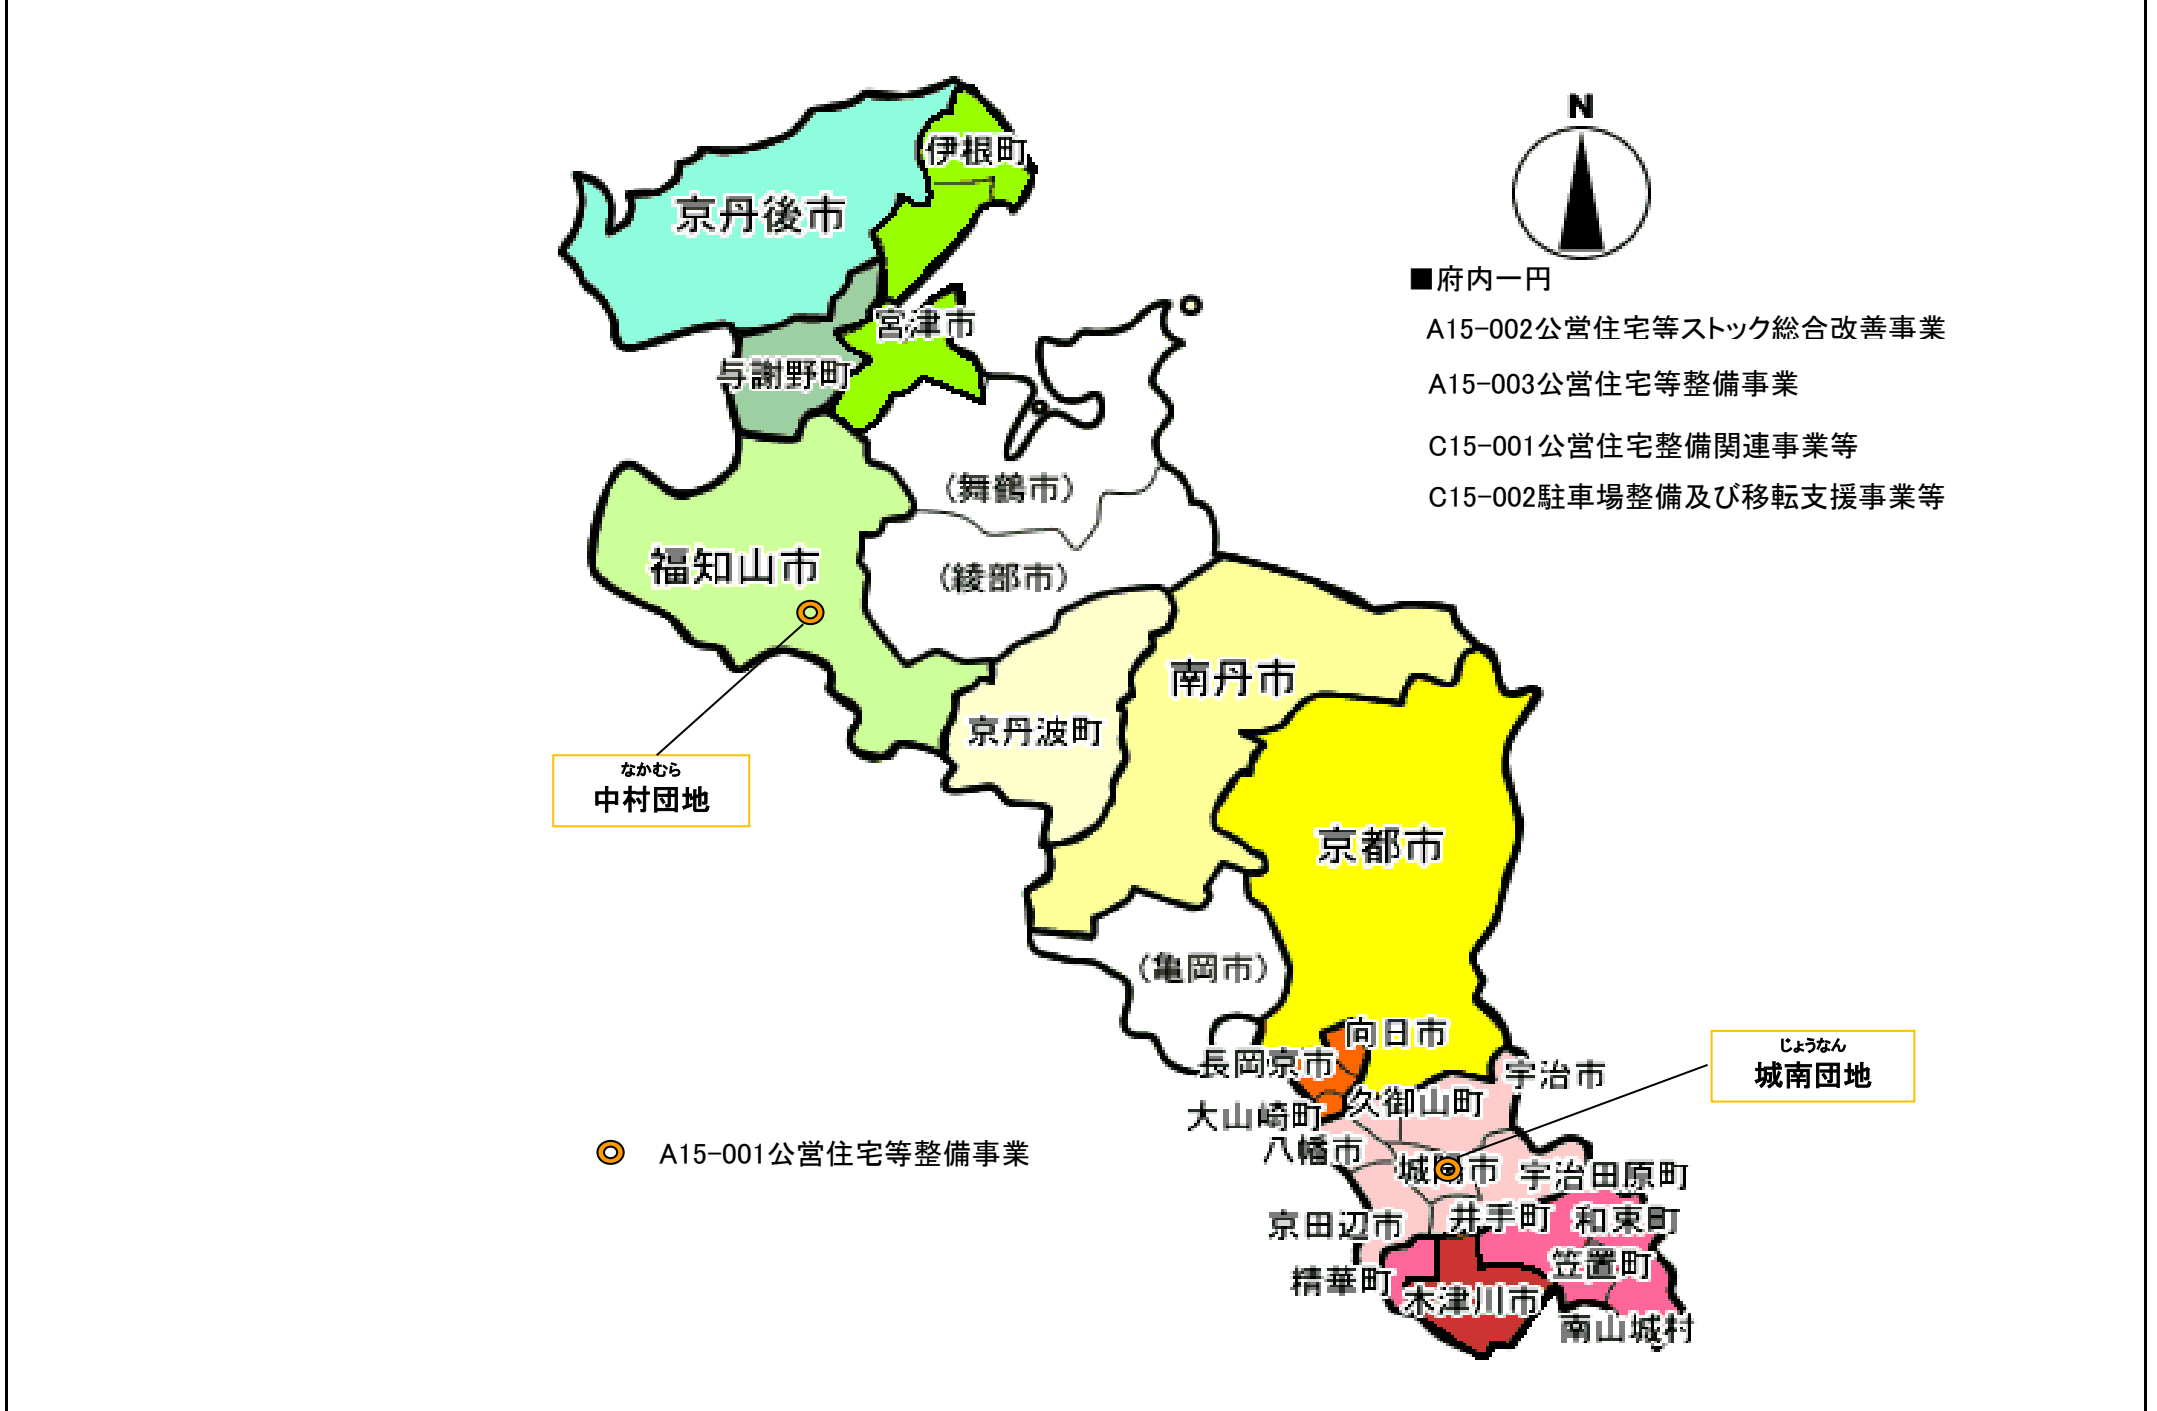 N
伊根町
京丹後市
■府内一円
宮津市
A15-002公営住宅等ストック総合改善事業
与謝野町
A15-003公営住宅等整備事業
C15-001公営住宅整備関連事業等
(舞鶴市)
C15-002駐車場整備及び移転支援事業等
福知山市
(綾部市)
南丹市
京丹波町
なかむら
中村団地
京都市
(亀岡市)
向日市
長岡京市
宇治市
じょうなん
城南団地
大山崎町
久御山町
八幡市
A15-001公営住宅等整備事業
城陽市
宇治田原町
京田辺市
井手町
和束町
笠置町
精華町
木津川市
南山城村